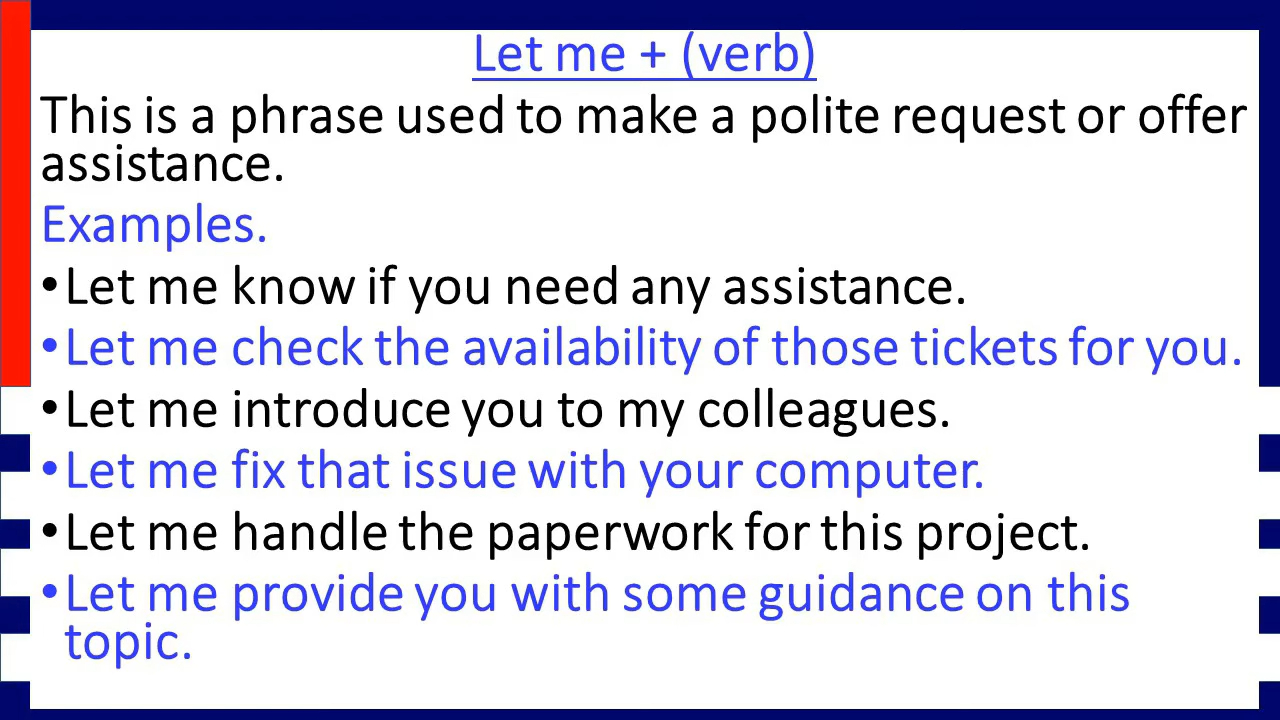 Let me + (verb)
This is a phrase used to make a polite request or offer
assistance.
Examples.
•Let me know if you need any assistance.
•Let me check the availability of those tickets for you.
•Let me introduce you to my colleagues.
•Let me fix that issue with your computer.
•Let me handle the paperwork for this project.
•Let me provide you with some guidance on this
topic.